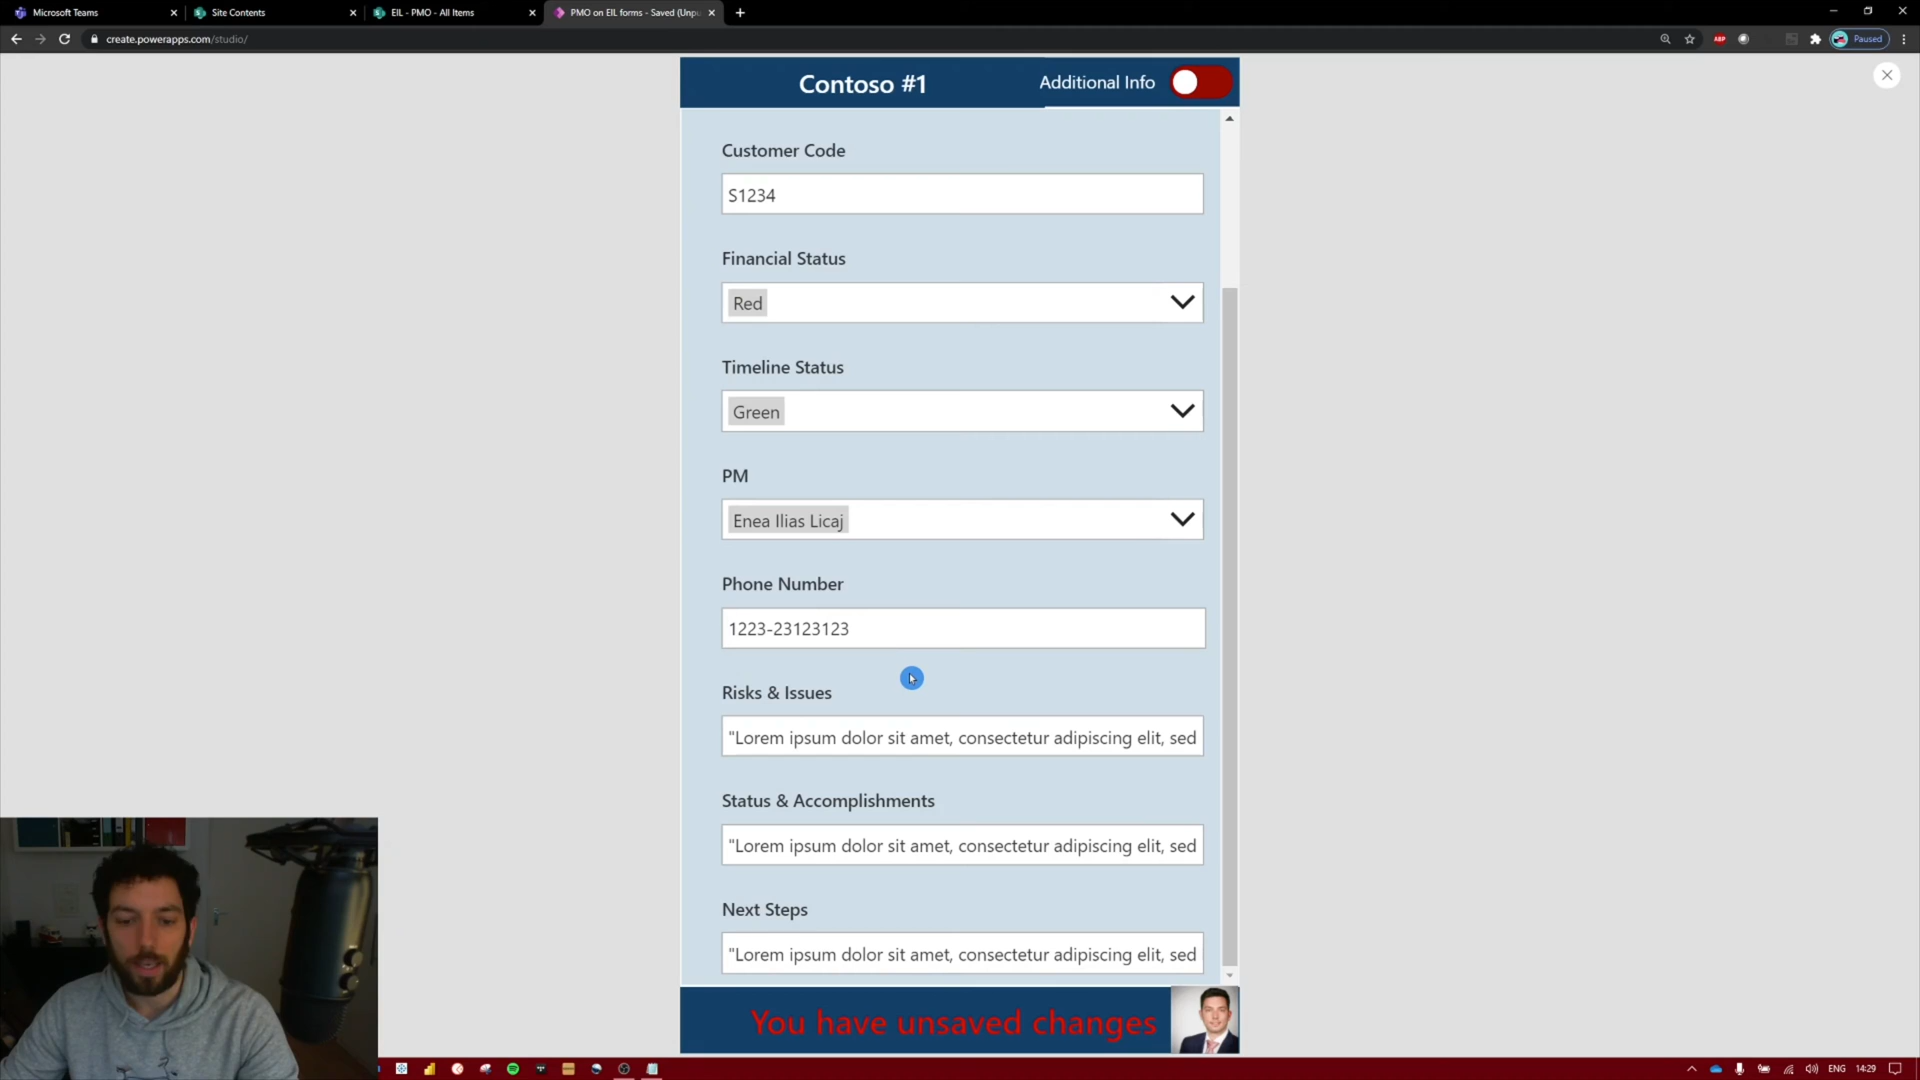 Microsoft Teams
Site Contents
EIL - PMO - All Items
PMO on EIL forms - Saved (Unpu
create.powerapps.com/studio/
ABP
Paused
Contoso #1
Additional Info
Customer Code
S1234
Financial Status
Red
Timeline Status
Green
PM
Enea Ilias Licaj
Phone Number
1223-23123123
Risks & Issues
"Lorem ipsum dolor sit amet, consectetur adipiscing elit, sed
Status & Accomplishments
"Lorem ipsum dolor sit amet, consectetur adipiscing elit, sed
Next Steps
"Lorem ipsum dolor sit amet, consectetur adipiscing elit, sed
You have unsaved changes
ENG
14:29